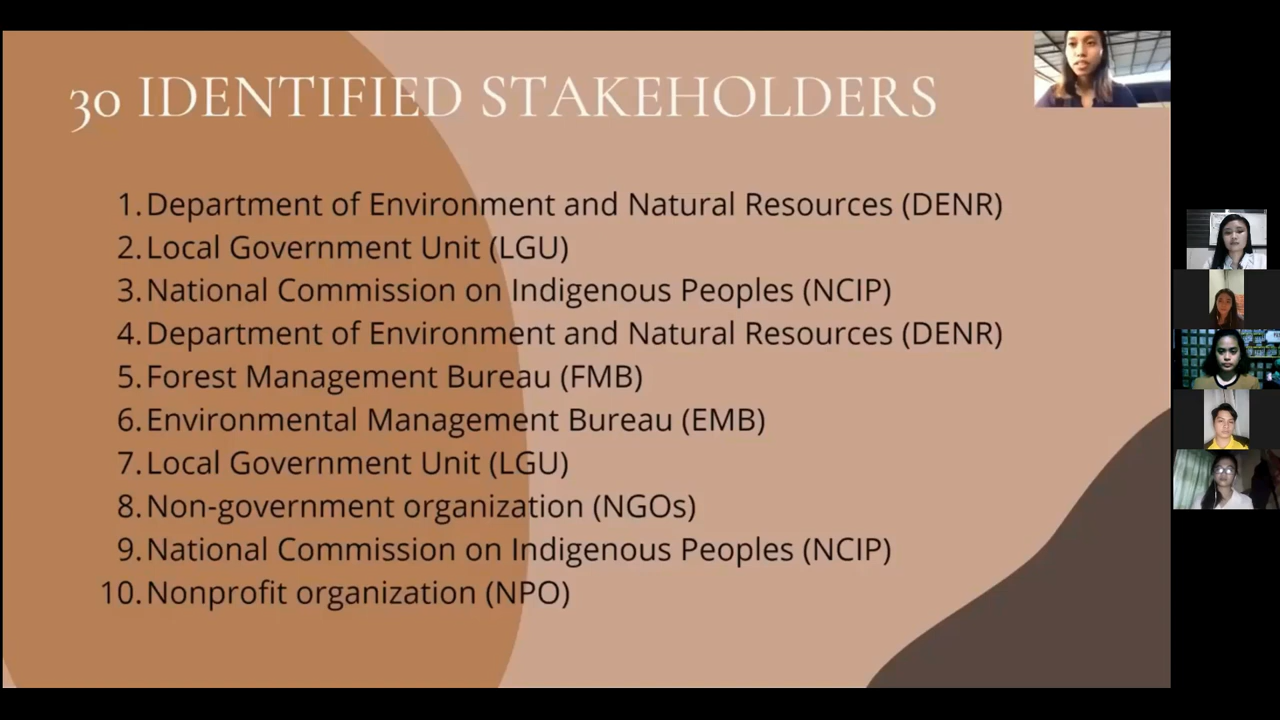 30 IDENTIFIED STAKEHOLDERS
1. Department of Environment and Natural Resources (DENR)
2. Local Government Unit (LGU)
3. National Commission on Indigenous Peoples (NCIP)
4. Department of Environment and Natural Resources (DENR)
5. Forest Management Bureau (FMB)
6. Environmental Management Bureau (EMB)
7. Local Government Unit (LGU)
8. Non-government organization (NGOs)
9. National Commission on Indigenous Peoples (NCIP)
10. Nonprofit organization (NPO)